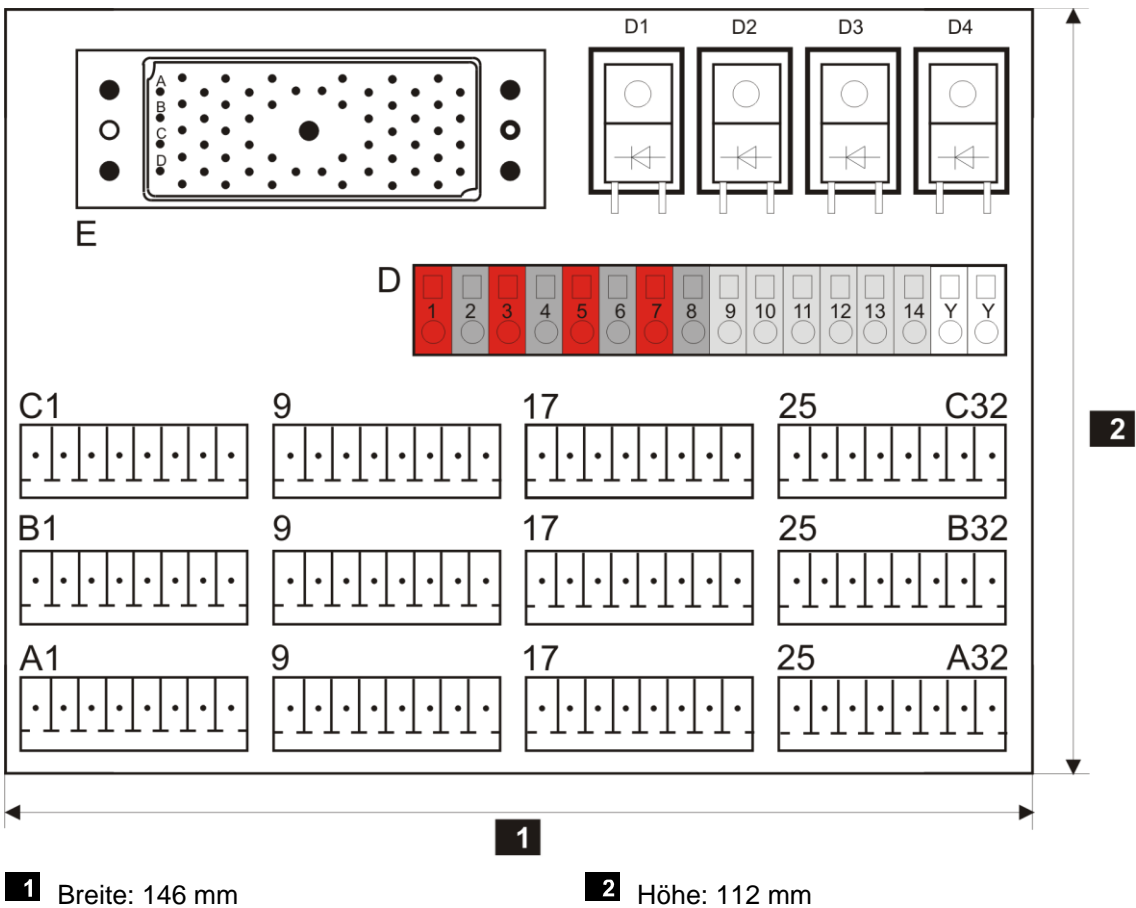 D1 D2 D3 D4
A
B
C
D
E
D
1 2 3 4 5 6 7 8 9 10 11 12 13 14 Y Y
C1 9 17 25 C32
2
B1 9 17 25 B32
A1 9 17 25 A32
1
1 Breite: 146 mm 2 Höhe: 112 mm